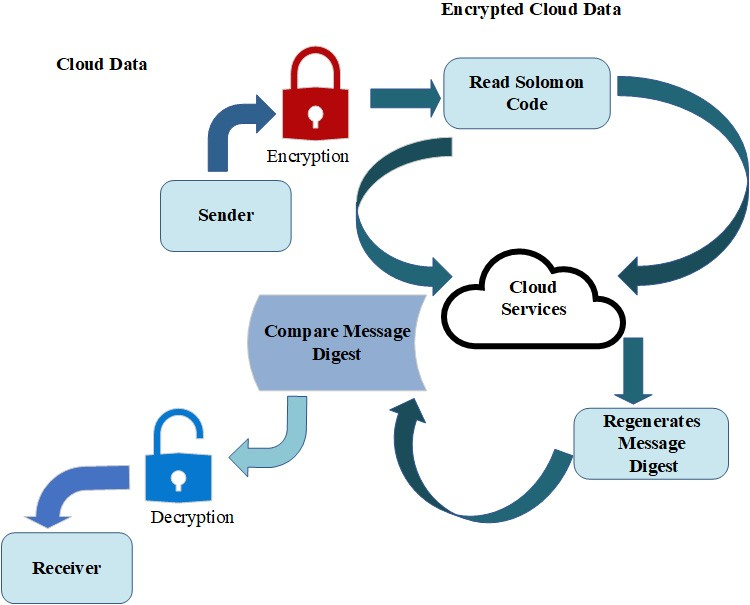 Encrypted Cloud Data
Cloud Data
Read Solomon
Code
Encryption
Sender
Cloud
Services
Compare Message
Digest
Regenerates
Message
Digest
Decryption
Receiver